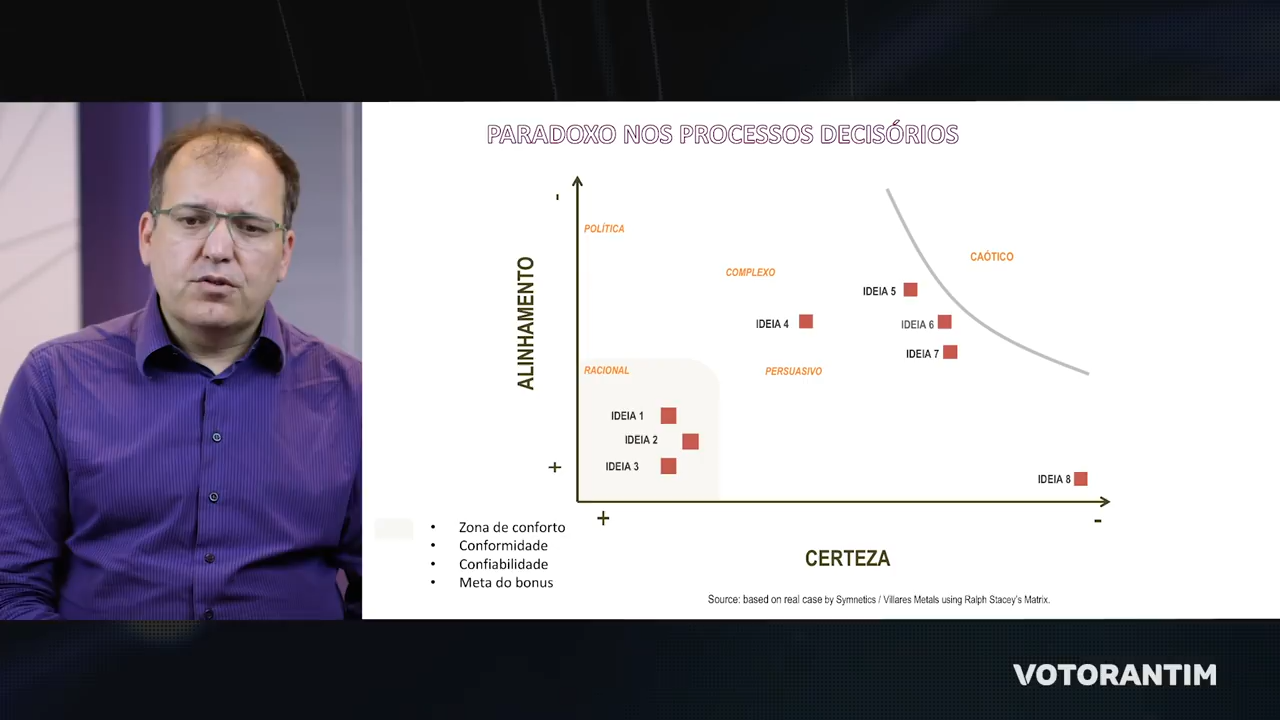 PARADOXO NOS PROCESSOS DECISÓRIOS
-
POLÍTICA
CAÓTICO
COMPLEXO
ALINHAMENTO
IDEIA 5
IDEIA 4
IDEIA 6
IDEIA 7
RACIONAL
PERSUASIVO
IDEIA 1
IDEIA 2
IDEIA 3
+
IDEIA 8
+
-
• Zona de conforto
• Conformidade
• Confiabilidade
• Meta do bonus
CERTEZA
Source: based on real case by Symnetics / Villares Metals using Ralph Stacey's Matrix.
VOTORANTIM